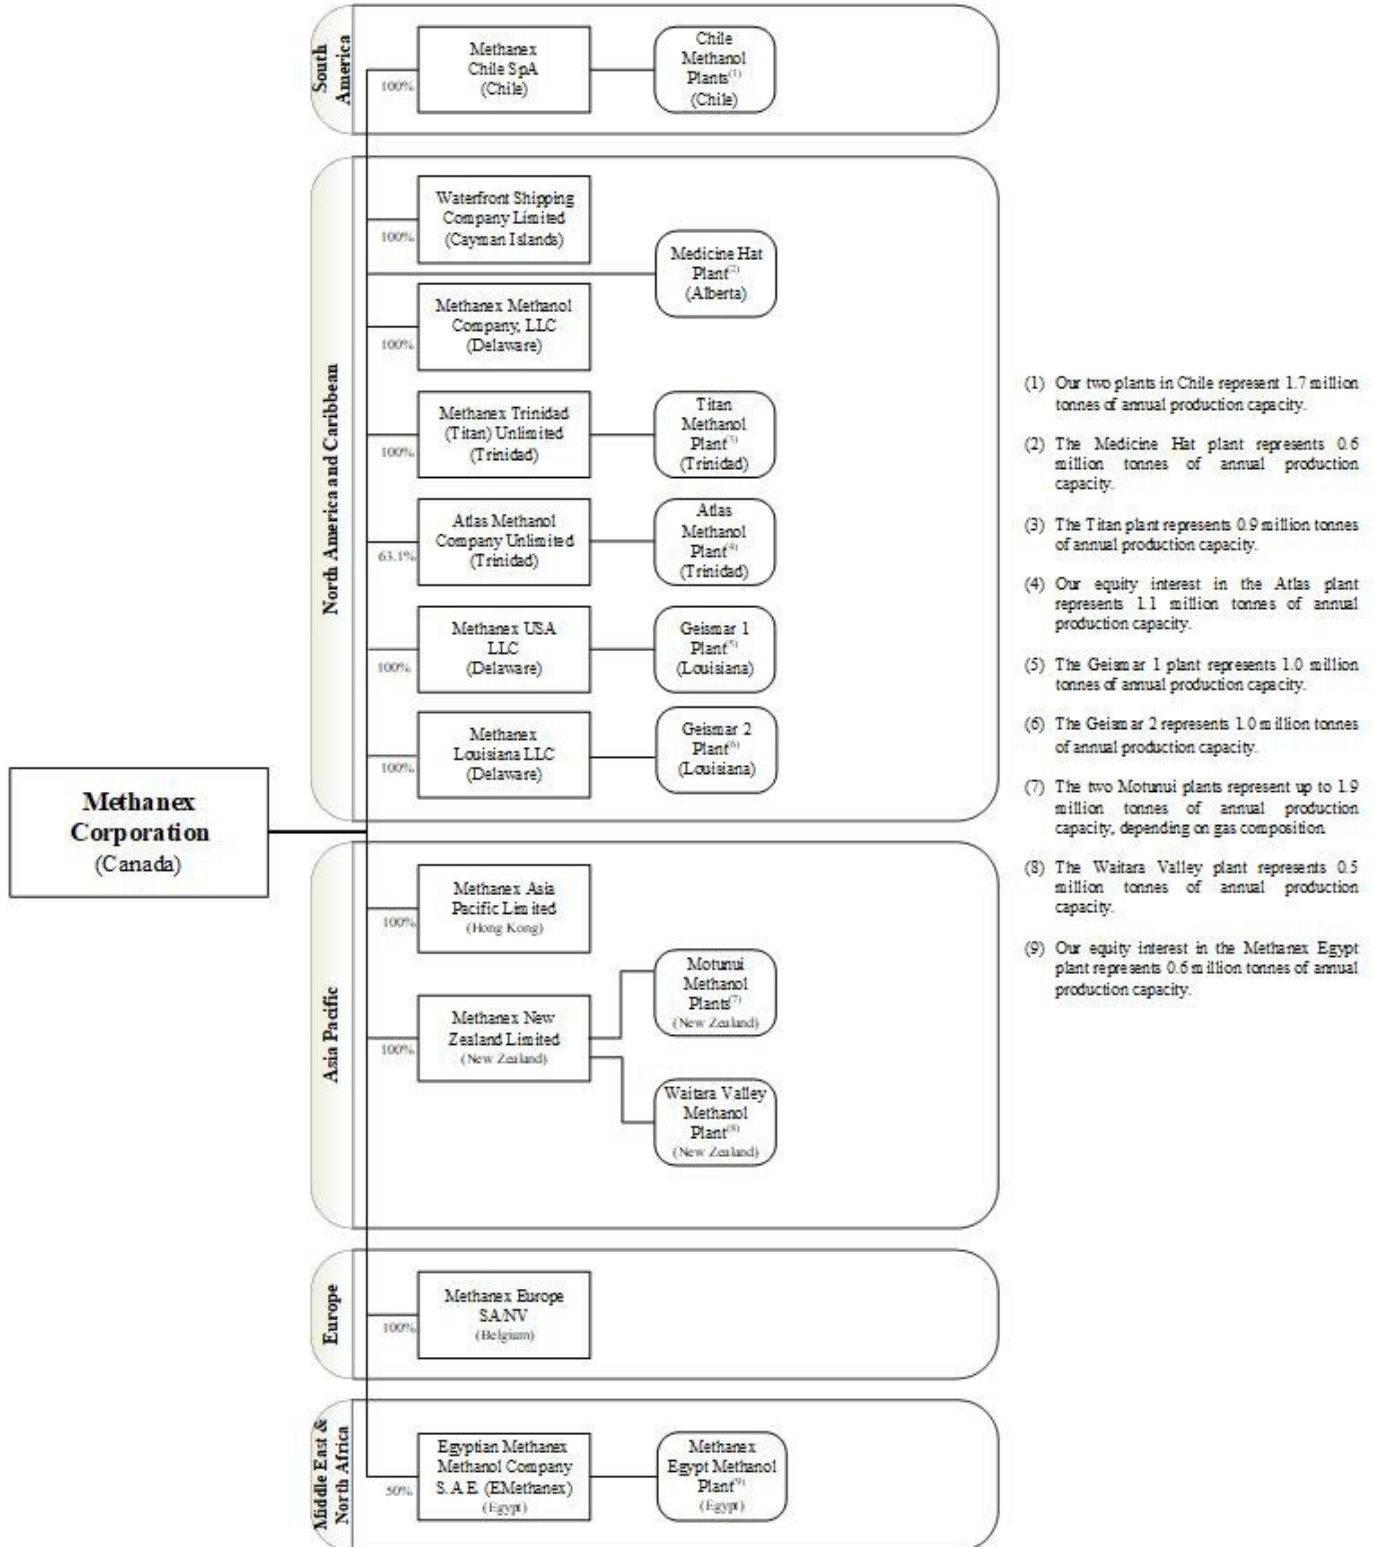 South
America
Methanex
Chile SpA
(Chile)
100%
Chile
Methanol
Plants(1)
(Chile)
North America and Caribbean
Waterfront Shipping
Company Limited
(Cayman Islands)
100%
Medicine Hat
Plant(2)
(Alberta)
Methanex Methanol
Company, LLC
(Delaware)
100%
Methanex Trinidad
(Titan) Unlimited
(Trinidad)
100%
Titan
Methanol
Plant(3)
(Trinidad)
Atlas Methanol
Company Unlimited
(Trinidad)
63.1%
Atlas
Methanol
Plant(4)
(Trinidad)
Methanex USA
LLC
(Delaware)
100%
Geismar 1
Plant(5)
(Louisiana)
Methanex
Louisiana LLC
(Delaware)
100%
Geismar 2
Plant(6)
(Louisiana)
Methanex
Corporation
(Canada)
Asia Pacific
Methanex Asia
Pacific Limited
(Hong Kong)
100%
Methanex New
Zealand Limited
(New Zealand)
100%
Motunui
Methanol
Plants(7)
(New Zealand)
Waitara Valley
Methanol
Plant(8)
(New Zealand)
Europe
Methanex Europe
SA/NV
(Belgium)
100%
Middle East &
North Africa
Egyptian Methanex
Methanol Company
S.A.E. (EMethanex)
(Egypt)
50%
Methanex
Egypt Methanol
Plant(9)
(Egypt)
(1) Our two plants in Chile represent 1.7 million
tonnes of annual production capacity.
(2) The Medicine Hat plant represents 0.6
million tonnes of annual production
capacity.
(3) The Titan plant represents 0.9 million tonnes
of annual production capacity.
(4) Our equity interest in the Atlas plant
represents 1.1 million tonnes of annual
production capacity.
(5) The Geismar 1 plant represents 1.0 million
tonnes of annual production capacity.
(6) The Geismar 2 represents 1.0 million tonnes
of annual production capacity.
(7) The two Motunui plants represent up to 1.9
million tonnes of annual production
capacity, depending on gas composition
(8) The Waitara Valley plant represents 0.5
million tonnes of annual production
capacity.
(9) Our equity interest in the Methanex Egypt
plant represents 0.6 million tonnes of annual
production capacity.